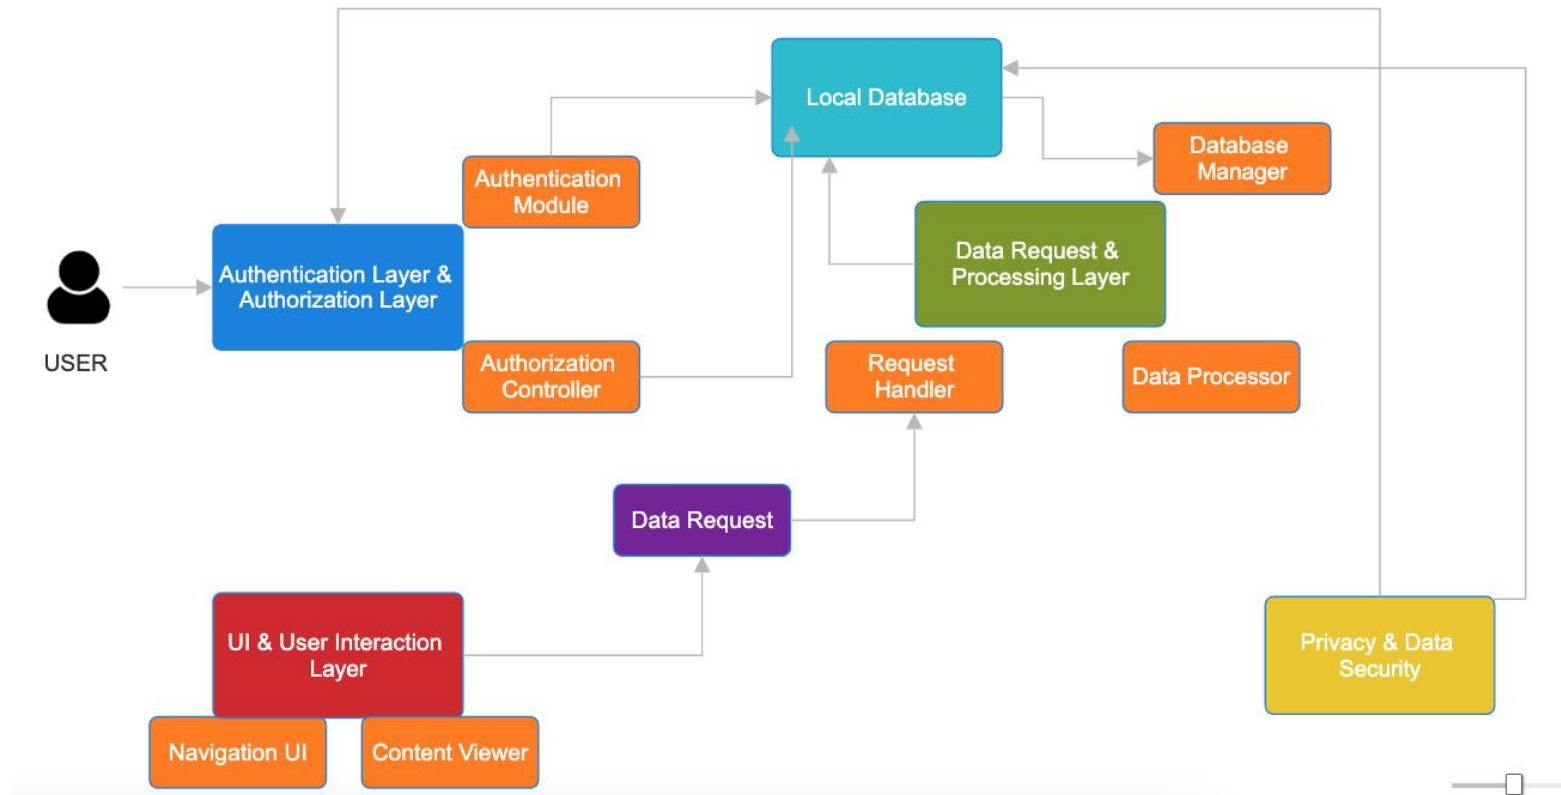 Local Database
Database
Manager
Authentication
Module
Data Request &
Processing Layer
Authentication Layer &
Authorization Layer
USER
Authorization
Controller
Request
Handler
Data Processor
Data Request
UI & User Interaction
Layer
Privacy & Data
Security
Navigation UI
Content Viewer